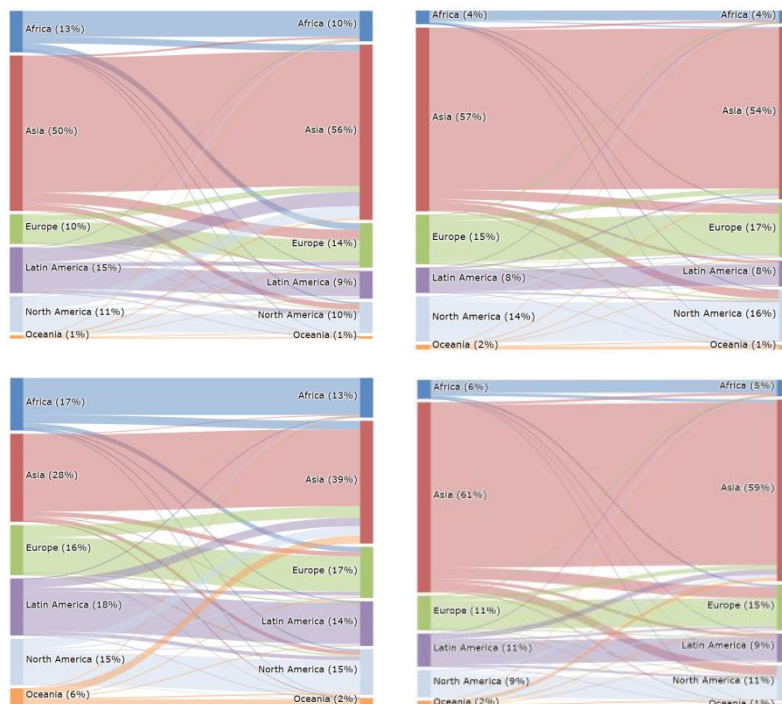 Africa (13%)
Africa (10%)
Asia (50%)
Asia (56%)
Europe (10%)
Europe (14%)
Latin America (15%)
Latin America (9%)
North America (11%)
North America (10%)
Oceania (1%)
Oceania (1%)
Africa (4%)
Africa (4%)
Asia (57%)
Asia (54%)
Europe (15%)
Europe (17%)
Latin America (8%)
Latin America (8%)
North America (14%)
North America (16%)
Oceania (2%)
Oceania (1%)
Africa (17%)
Africa (13%)
Asia (28%)
Asia (39%)
Europe (16%)
Europe (17%)
Latin America (18%)
Latin America (14%)
North America (15%)
North America (15%)
Oceania (6%)
Oceania (2%)
Africa (6%)
Africa (5%)
Asia (61%)
Asia (59%)
Europe (11%)
Europe (15%)
Latin America (11%)
Latin America (9%)
North America (9%)
North America (11%)
Oceania (2%)
Oceania (1%)